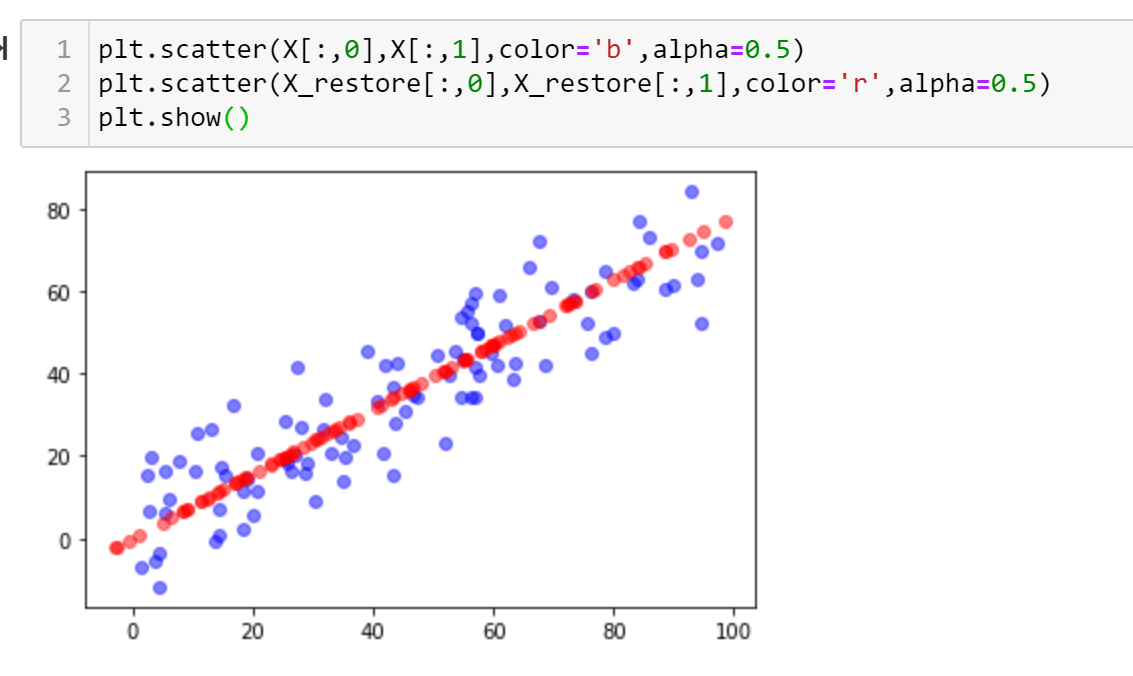 1 plt.scatter(X[:,0],X[:,1],color='b',alpha=0.5)
2 plt.scatter(X_restore[:,0],X_restore[:,1],color='r',alpha=0.5)
3 plt.show()
80
60
40
20
0
0 20 40 60 80 100